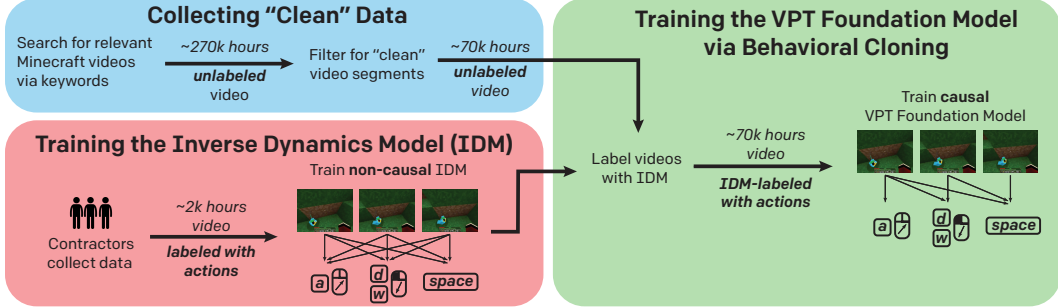 Collecting “Clean” Data
Search for relevant
Minecraft videos
via keywords
~270k hours
unlabeled
video
Filter for “clean”
video segments
~70k hours
unlabeled
video
Training the Inverse Dynamics Model (IDM)
Contractors
collect data
~2k hours
video
labeled with
actions
Train non-causal IDM
a
d
w
space
Training the VPT Foundation Model
via Behavioral Cloning
Label videos
with IDM
~70k hours
video
IDM-labeled
with actions
Train causal
VPT Foundation Model
a
d
w
space